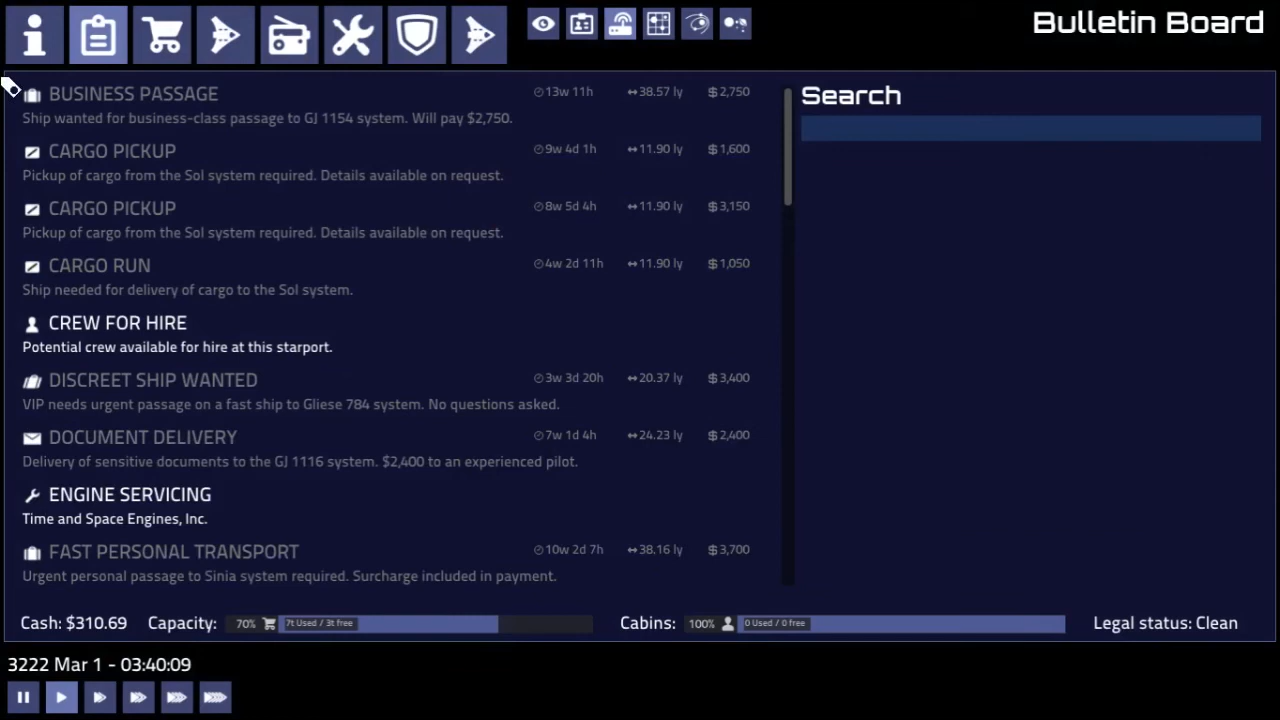 Bulletin Board
BUSINESS PASSAGE 13w 11h 38.57 ly $2,750
Ship wanted for business-class passage to GJ 1154 system. Will pay $2,750.
CARGO PICKUP 9w 4d 1h 11.90 ly $1,600
Pickup of cargo from the Sol system required. Details available on request.
CARGO PICKUP 8w 5d 4h 11.90 ly $3,150
Pickup of cargo from the Sol system required. Details available on request.
CARGO RUN 4w 2d 11h 11.90 ly $1,050
Ship needed for delivery of cargo to the Sol system.
CREW FOR HIRE
Potential crew available for hire at this starport.
DISCREET SHIP WANTED 3w 3d 20h 20.37 ly $3,400
VIP needs urgent passage on a fast ship to Gliese 784 system. No questions asked.
DOCUMENT DELIVERY 7w 1d 4h 24.23 ly $2,400
Delivery of sensitive documents to the GJ 1116 system. $2,400 to an experienced pilot.
ENGINE SERVICING
Time and Space Engines, Inc.
FAST PERSONAL TRANSPORT 10w 2d 7h 38.16 ly $3,700
Urgent personal passage to Sinia system required. Surcharge included in payment.
Search
Cash: $310.69 Capacity: 70% 7t Used / 3t free Cabins: 100% 0 Used / 0 free Legal status: Clean
3222 Mar 1 - 03:40:09